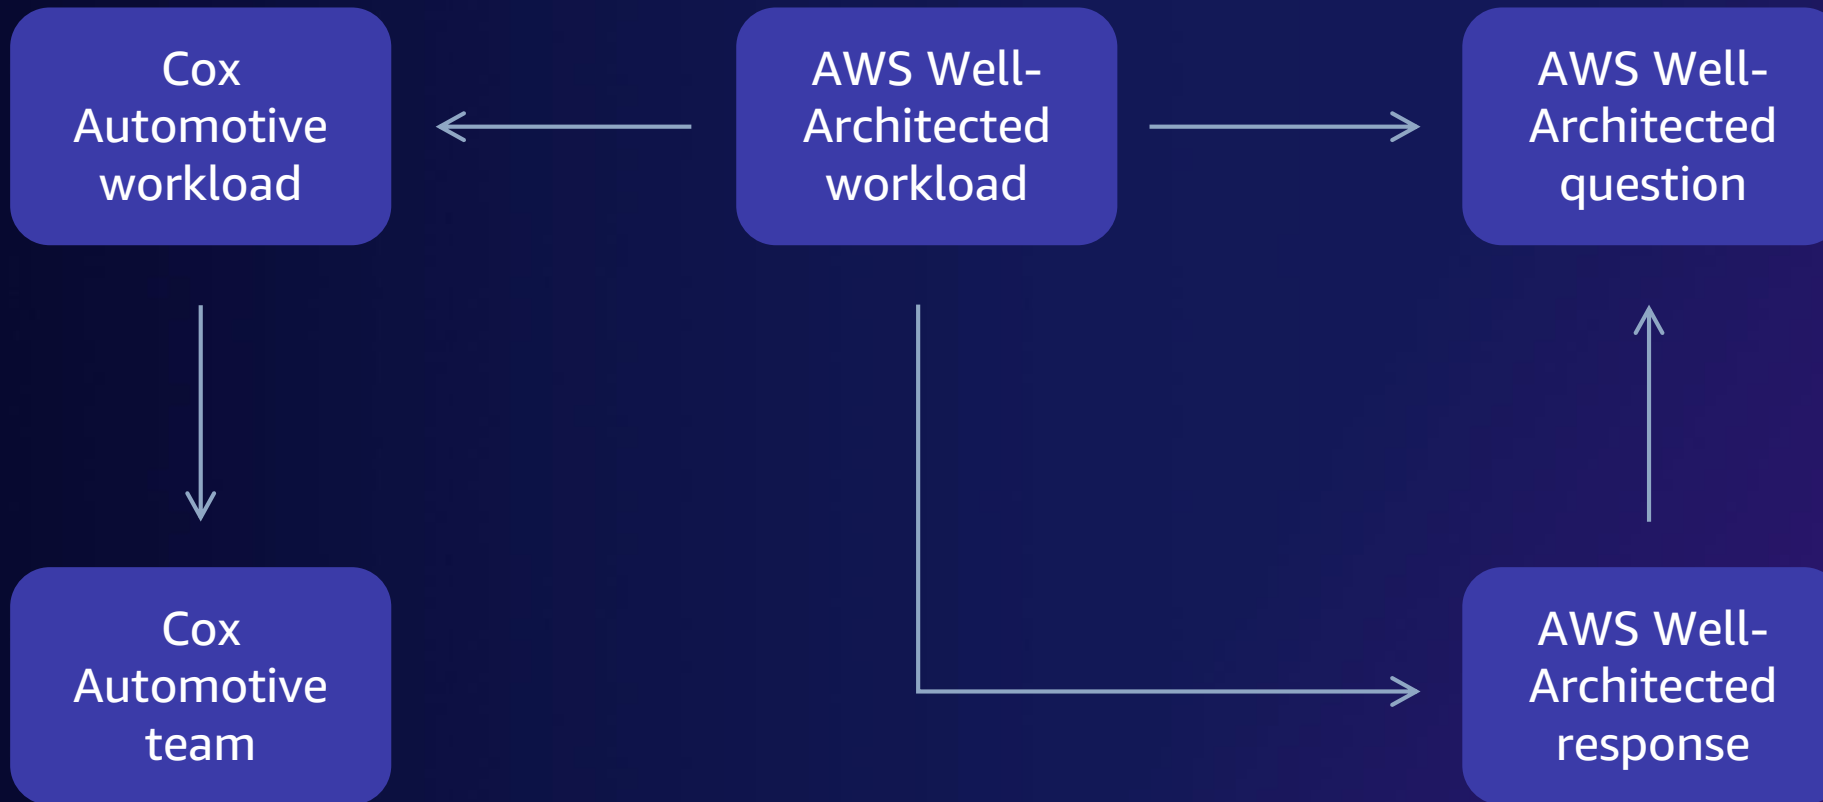 Cox
Automotive
workload
AWS Well-
Architected
workload
AWS Well-
Architected
question
Cox
Automotive
team
AWS Well-
Architected
response